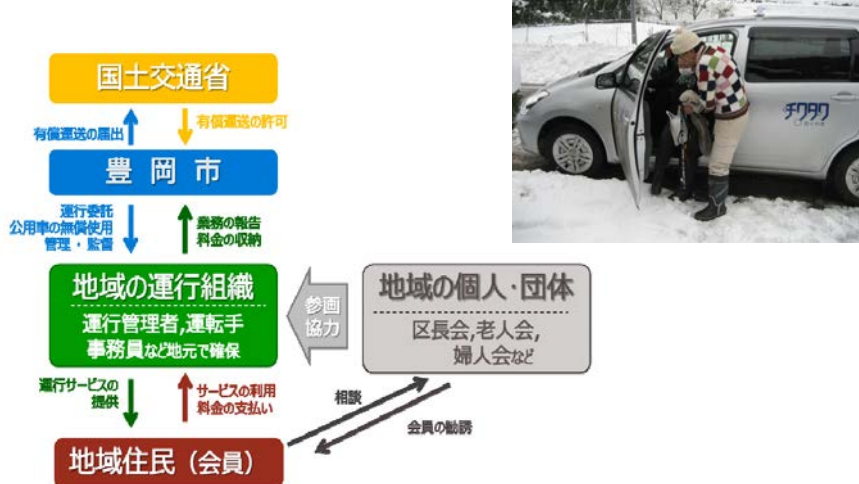 国土交通省
有償運送の届出
有償運送の許可
豊岡市
運行委託
公用車の無償使用
管理・監督
業務の報告
料金の収納
地域の運行組織
運行管理者,運転手
事務員など地元で確保
参画
協力
地域の個人・団体
区長会,老人会,
婦人会など
運行サービスの
提供
サービスの利用
料金の支払い
相談
会員の勧誘
地域住民（会員）
チクタク